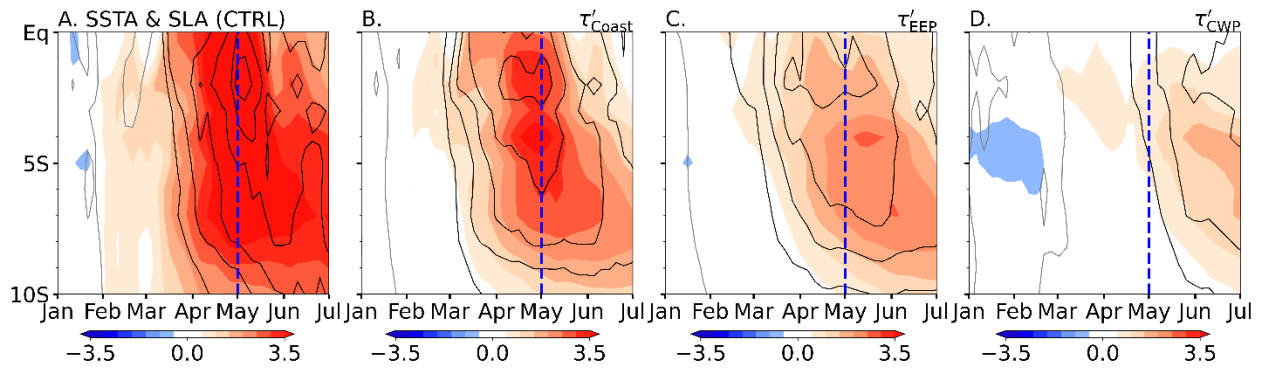 A. SSTA & SLA (CTRL) B. τ′Coast C. τ′EEP D. τ′CWP
Eq
5S
10S
Jan Feb Mar Apr May Jun Jul Jan Feb Mar Apr May Jun Jul Jan Feb Mar Apr May Jun Jul Jan Feb Mar Apr May Jun Jul
−3.5 0.0 3.5 −3.5 0.0 3.5 −3.5 0.0 3.5 −3.5 0.0 3.5